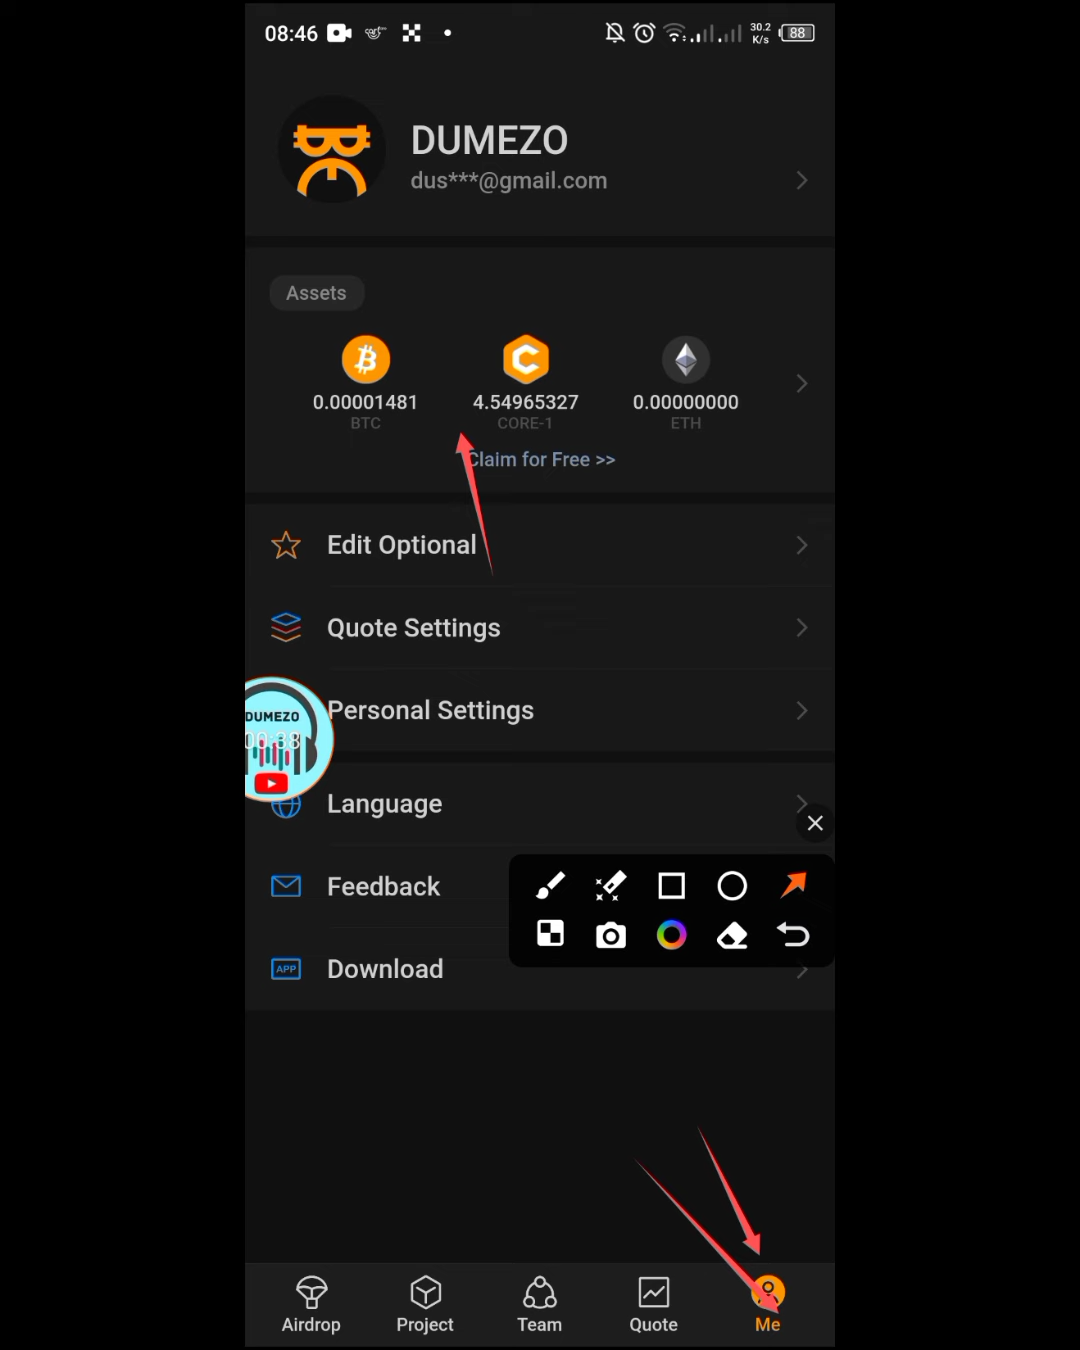 08:46
30.2
K/s
88
DUMEZO
dus***@gmail.com
Assets
0.00001481
BTC
4.54965327
CORE-1
0.00000000
ETH
Claim for Free >>
Edit Optional
Quote Settings
Personal Settings
DUMEZO
00:38
Language
Feedback
APP
Download
Airdrop
Project
Team
Quote
Me